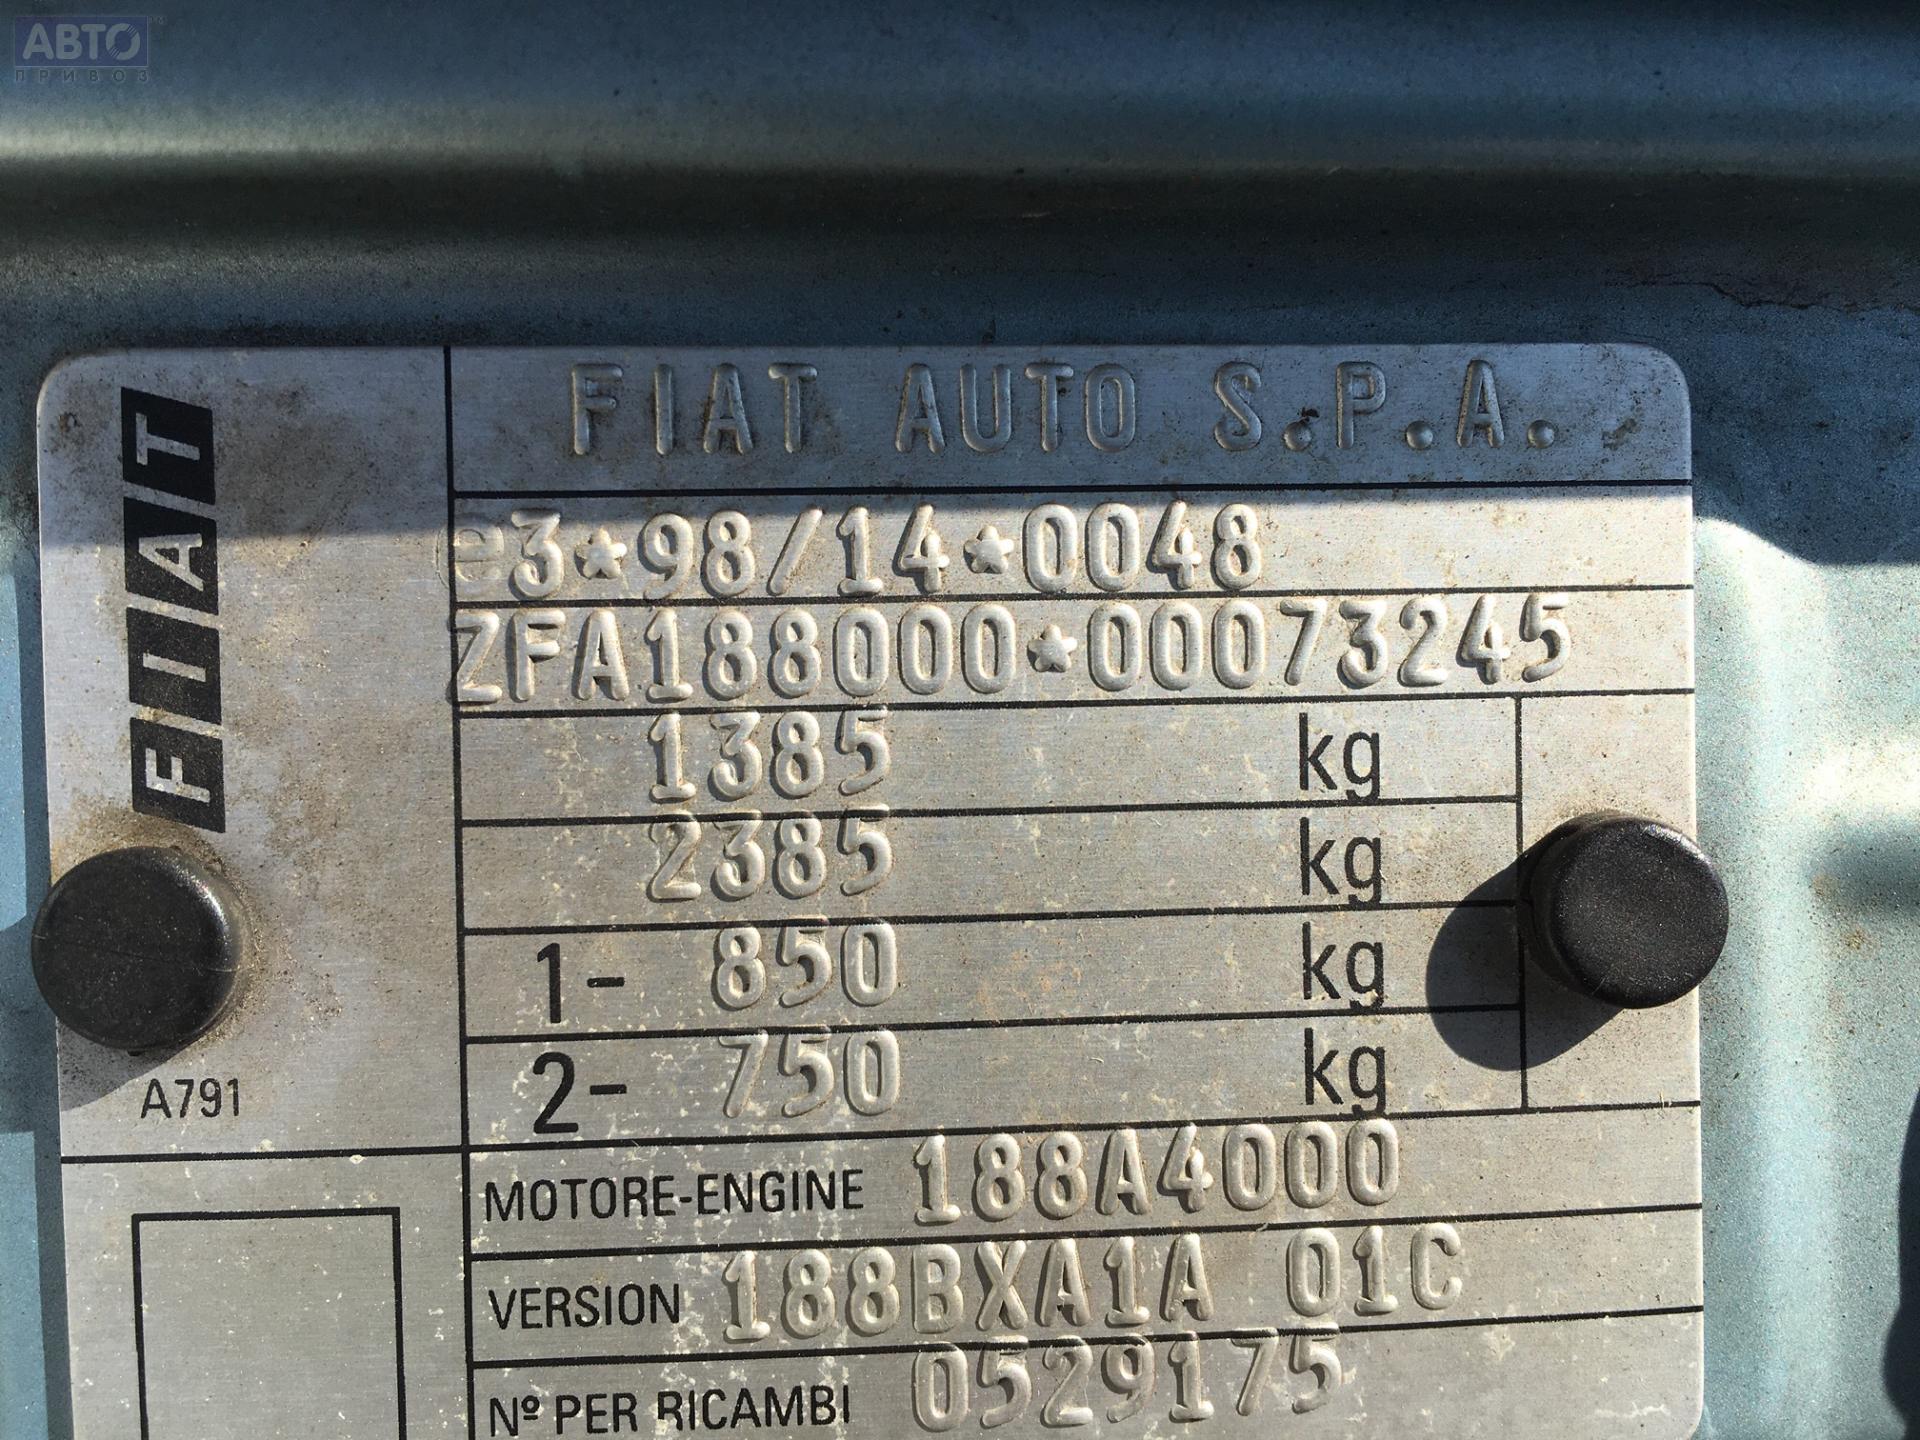 АВТО
ПРИВОЗ
FIAT
FIAT AUTO S.P.A.
e3*98/14*0048
ZFA188000*00073245
1385 kg
2385 kg
1- 850 kg
2- 750 kg
A791
MOTORE-ENGINE 188A4000
VERSION 188BXA1A 01C
Nº PER RICAMBI 0529175